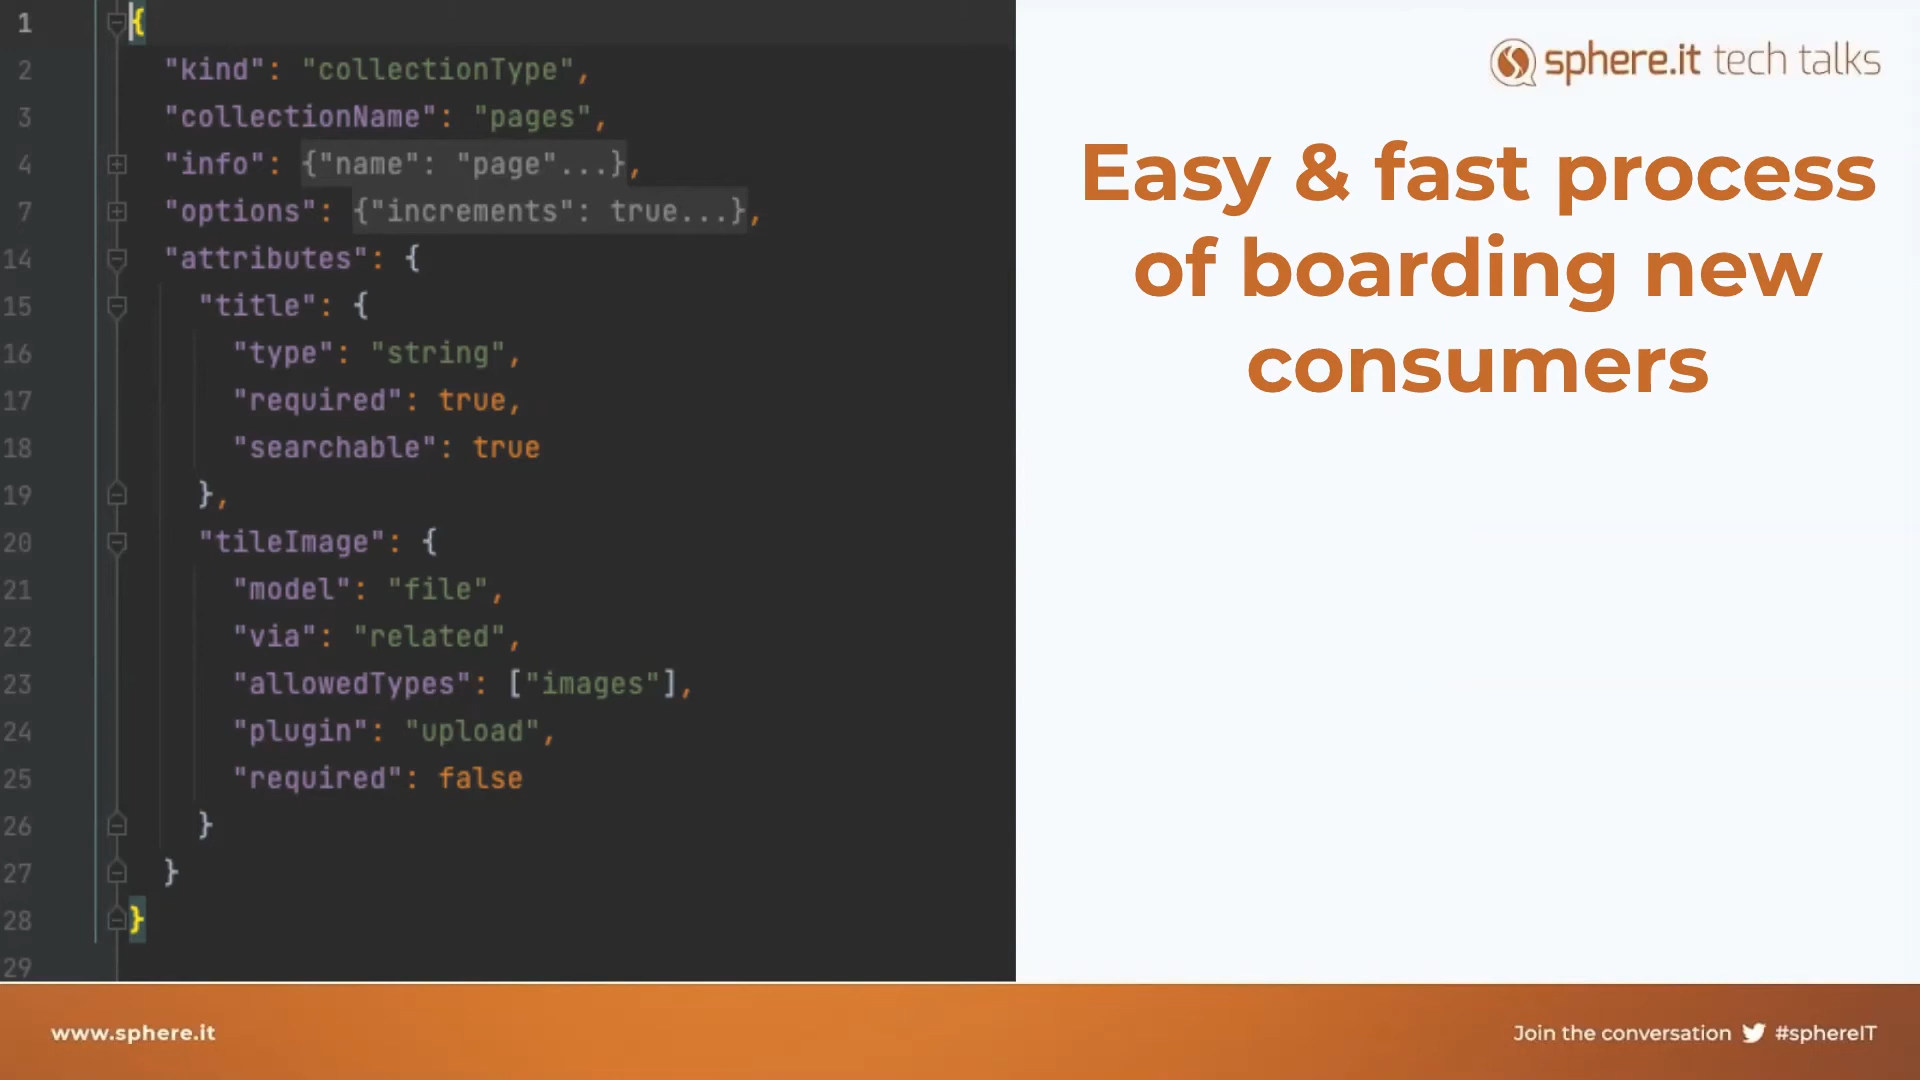 1 {
2 "kind": "collectionType",
3 "collectionName": "pages",
4 "info": {"name": "page"...},
7 "options": {"increments": true...},
14 "attributes": {
15 "title": {
16 "type": "string",
17 "required": true,
18 "searchable": true
19 },
20 "tileImage": {
21 "model": "file",
22 "via": "related",
23 "allowedTypes": ["images"],
24 "plugin": "upload",
25 "required": false
26 }
27 }
28 }
29
sphere.it tech talks
Easy & fast process
of boarding new
consumers
www.sphere.it
Join the conversation #sphereIT